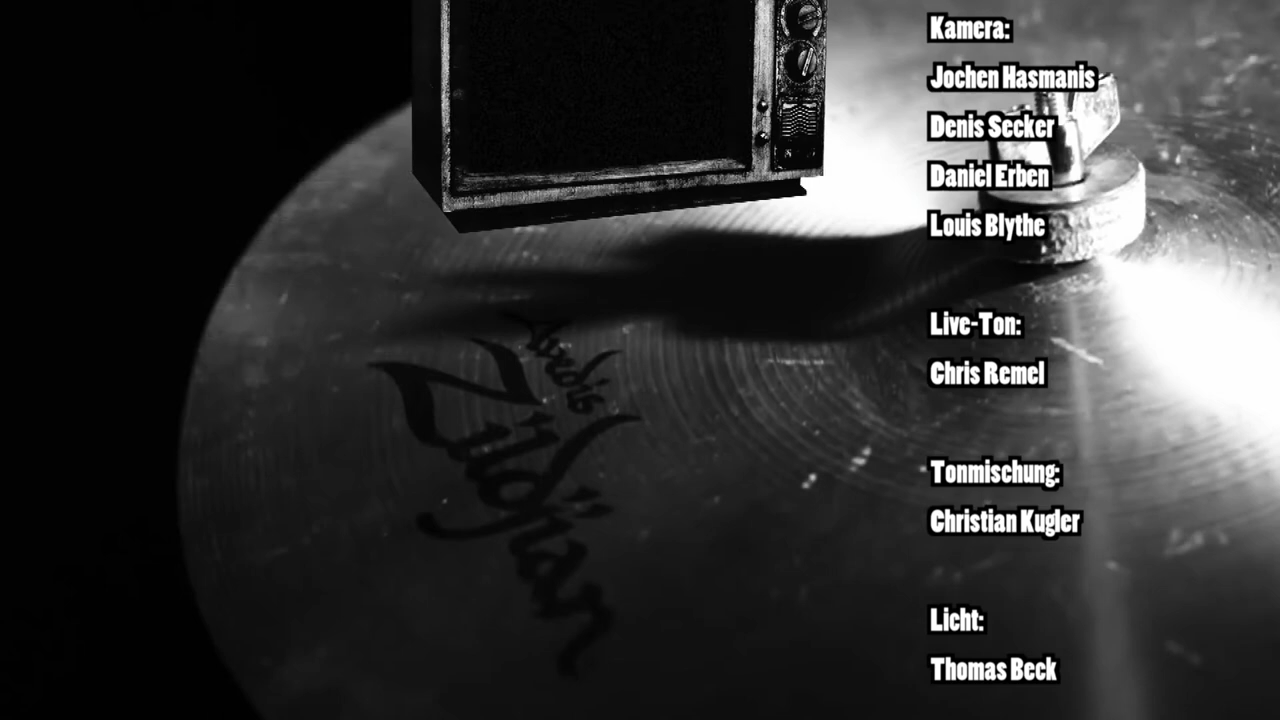 Kamera:
Jochen Hasmanis
Denis Secker
Daniel Erben
Louis Blythe
Live-Ton:
Chris Remel
Tonmischung:
Christian Kugler
Licht:
Thomas Beck
Avedis
Zildjian